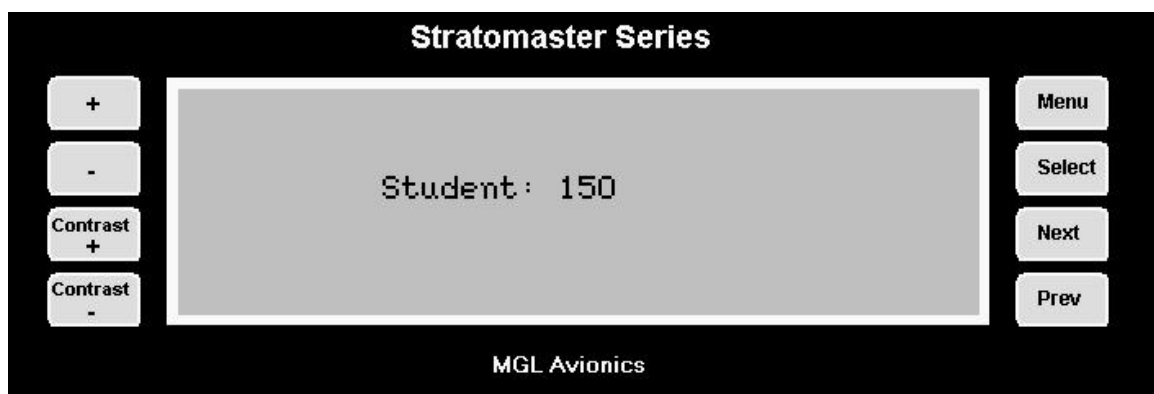 Stratomaster Series
+
-
Contrast
+
Contrast
-
Student: 150
Menu
Select
Next
Prev
MGL Avionics